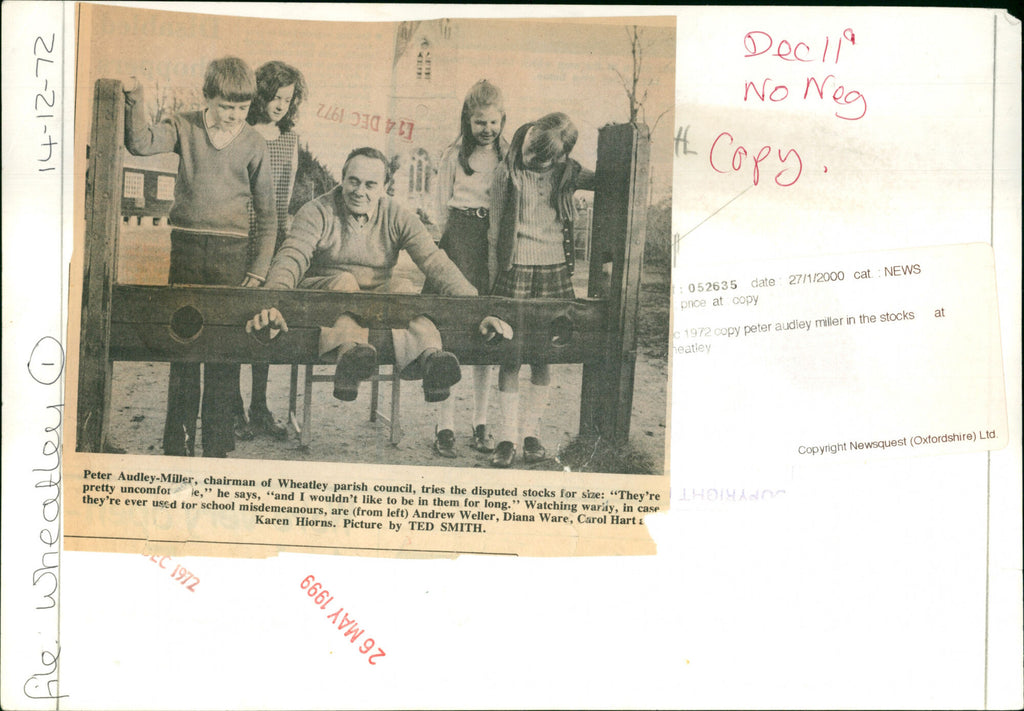 14-12-72
file: Wheatley 1
Dec 11
No Neg
Copy.
14 DEC 1972
: 052635 date : 27/1/2000 cat. : NEWS
price at copy
c 1972 copy peter audley miller in the stocks at
heatley
Copyright Newsquest (Oxfordshire) Ltd.
COPYRIGHT
Peter Audley-Miller, chairman of Wheatley parish council, tries the disputed stocks for size: "They're
pretty uncomfor le," he says, "and I wouldn't like to be in them for long." Watching warily, in case
they're ever used for school misdemeanours, are (from left) Andrew Weller, Diana Ware, Carol Hart
Karen Hiorns. Picture by TED SMITH.
DEC 1972
26 MAY 1999